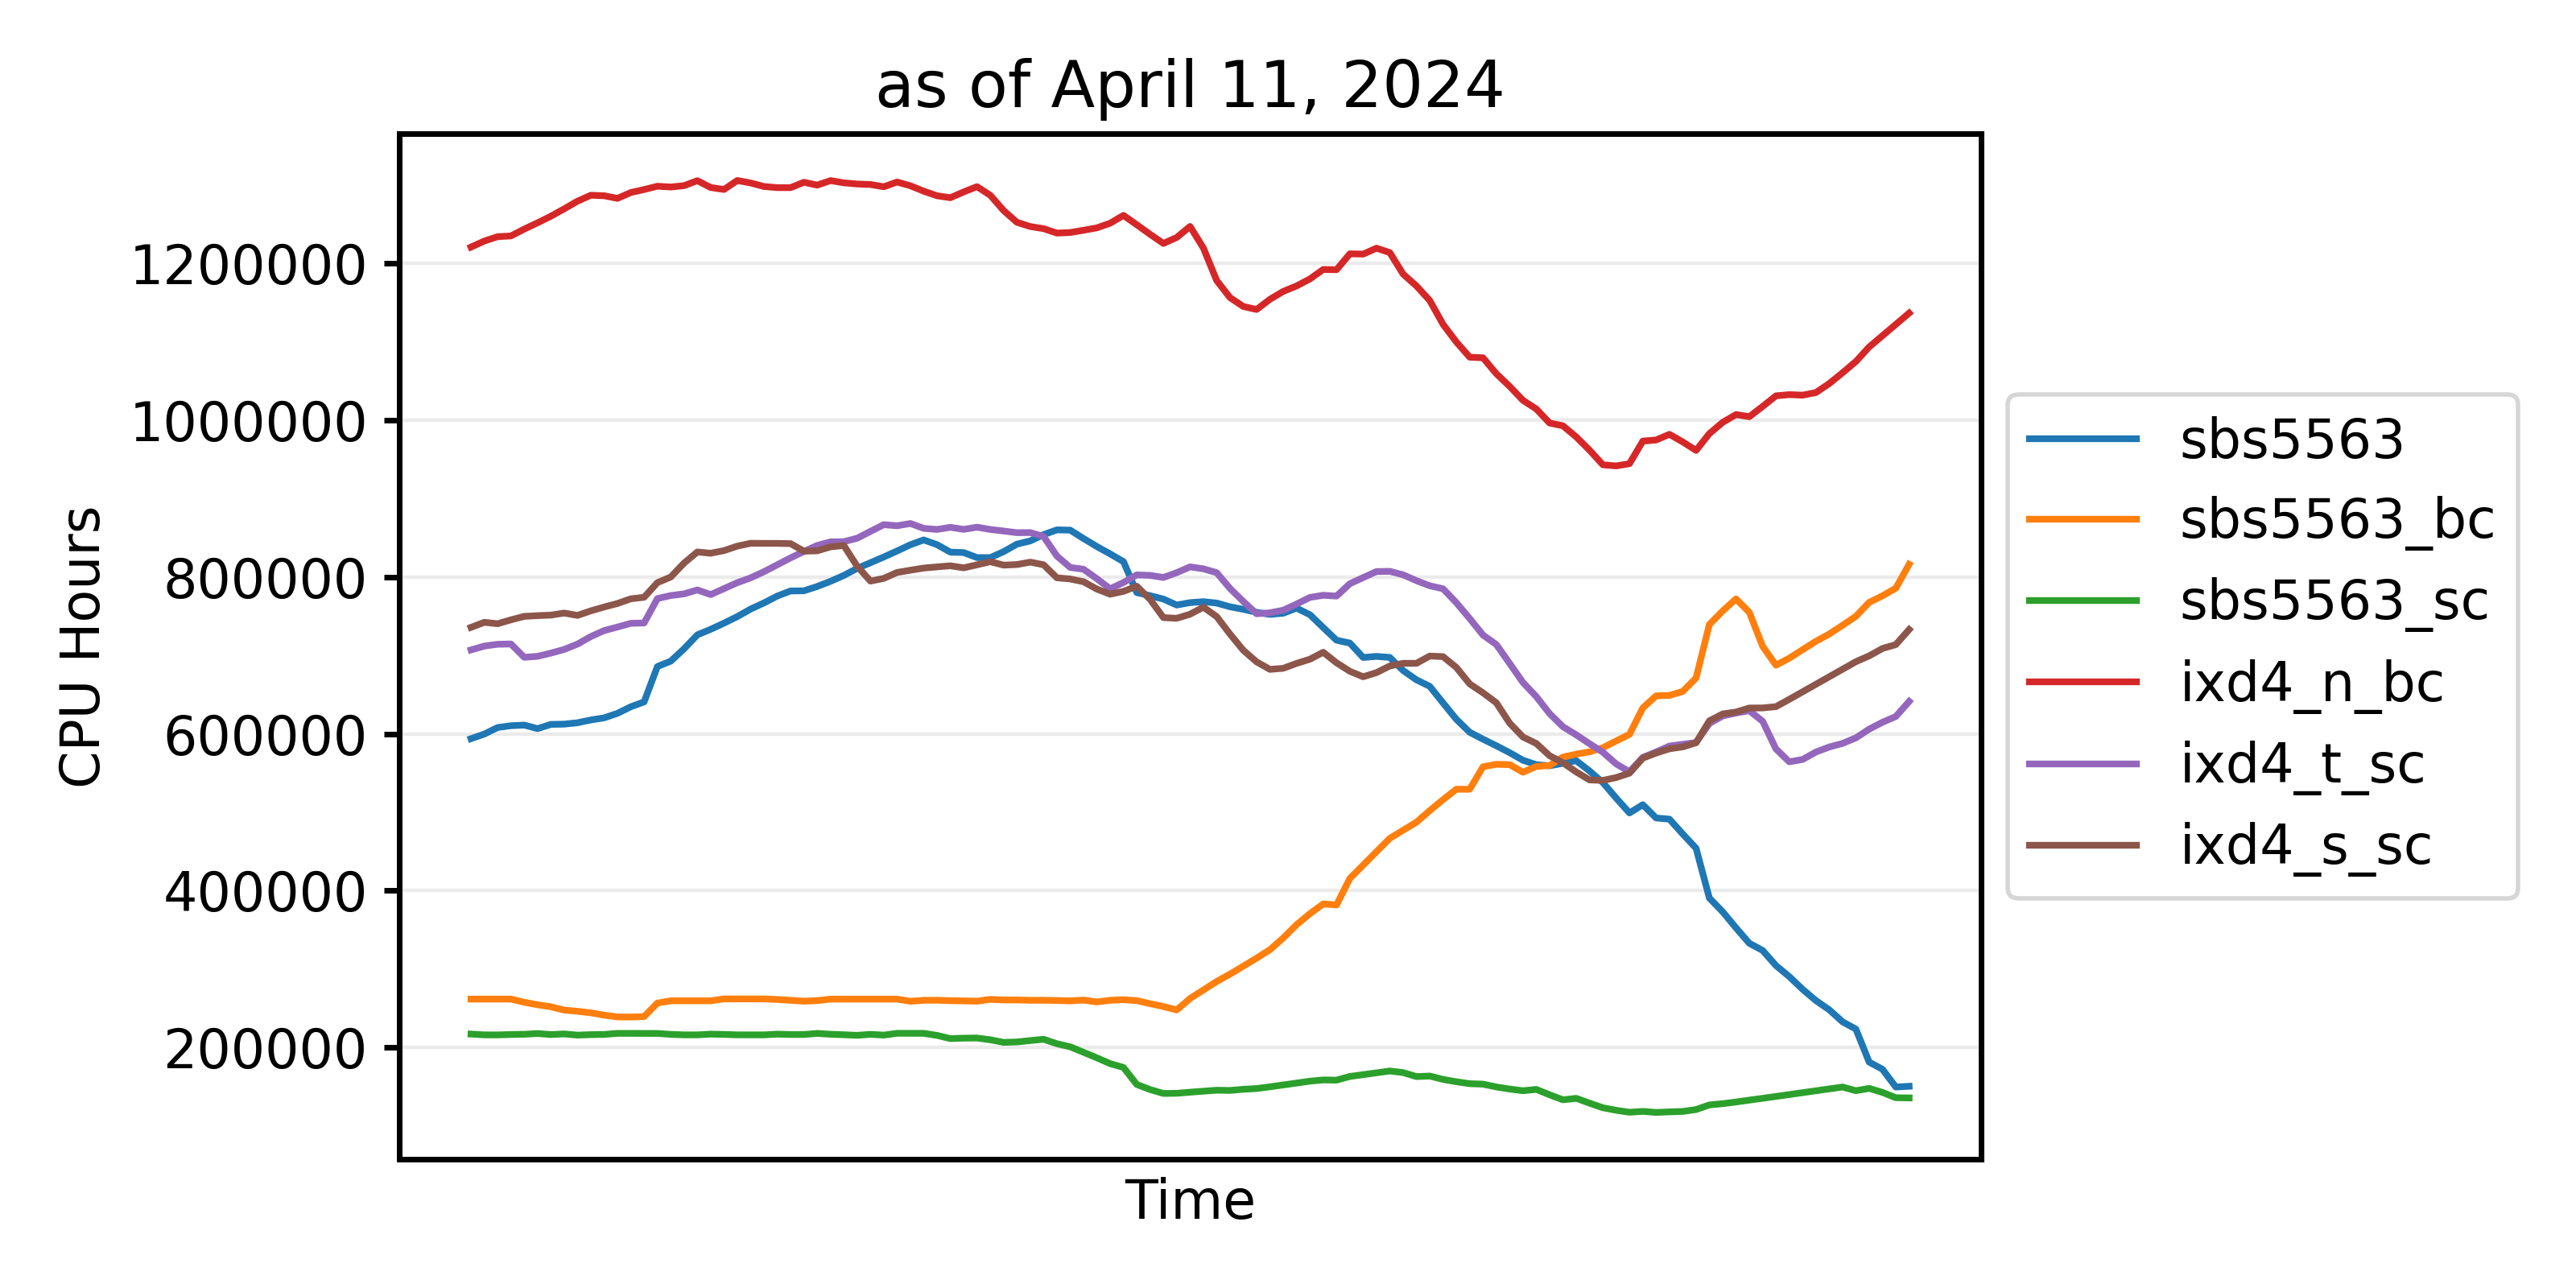 as of April 11, 2024
CPU Hours
1200000
1000000
800000
600000
400000
200000
Time
sbs5563
sbs5563_bc
sbs5563_sc
ixd4_n_bc
ixd4_t_sc
ixd4_s_sc